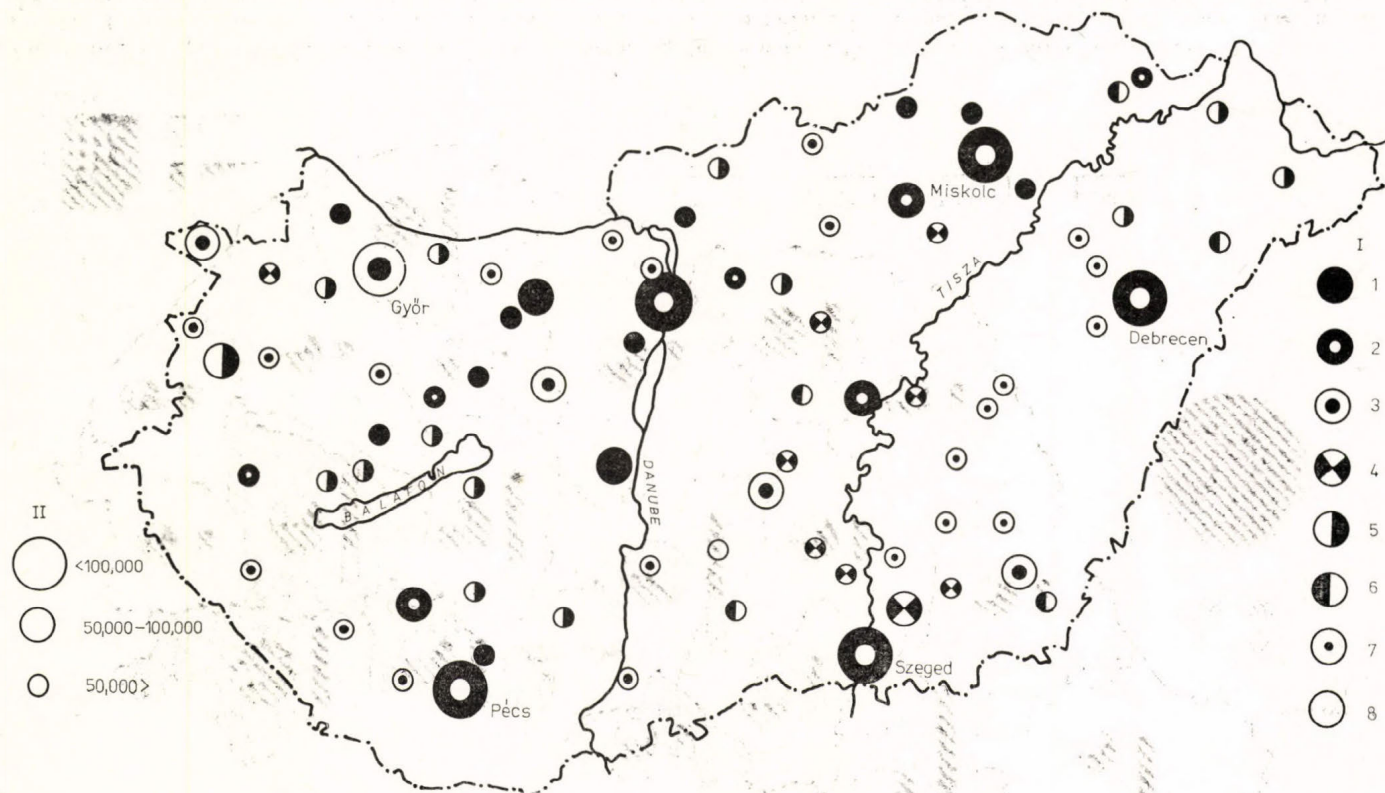 Miskolc
TISZA
Győr
Debrecen
DANUBE
BALATON
Szeged
Pécs
I
1
2
3
4
5
6
7
8
II
<100,000
50,000-100,000
50,000>